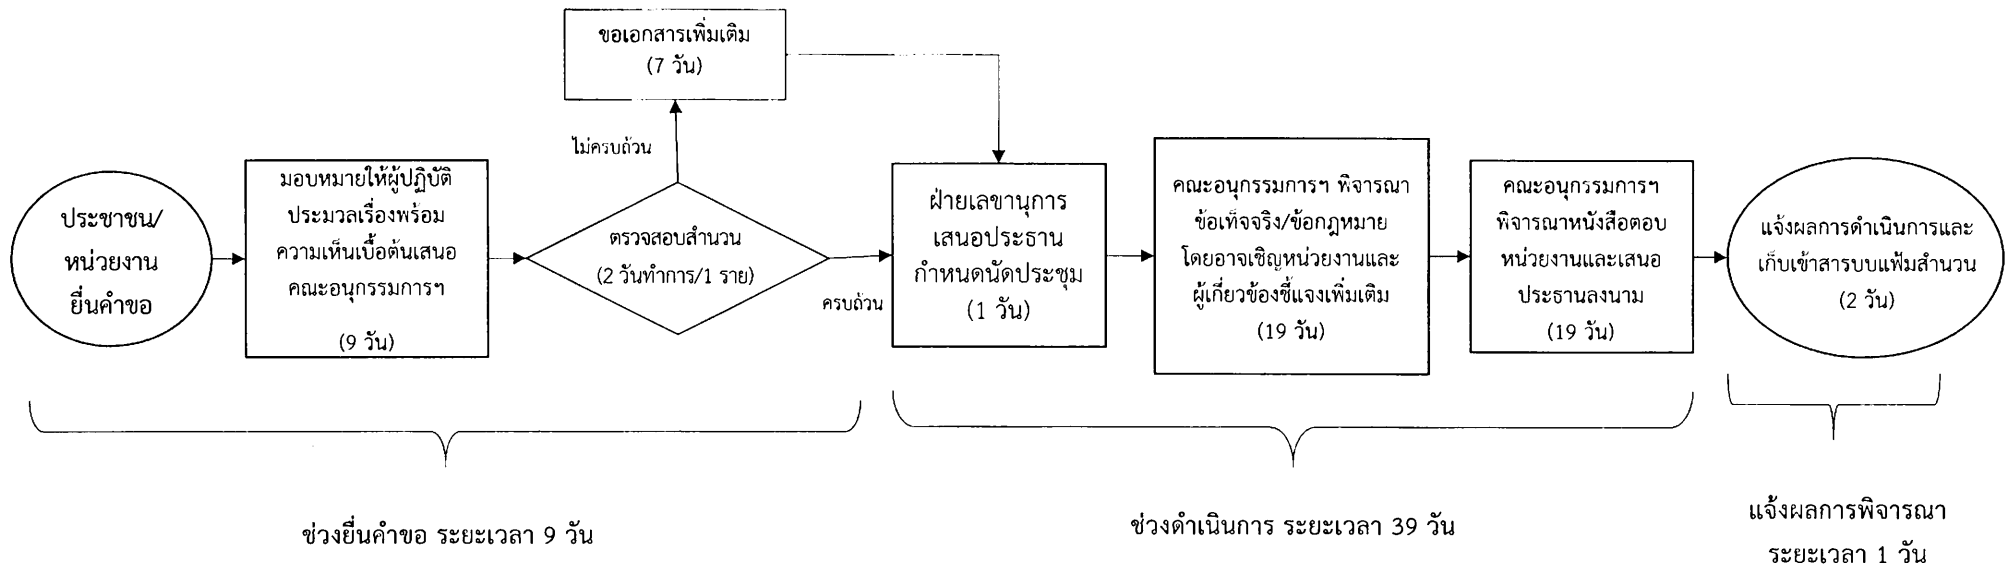 ขอเอกสารเพิ่มเติม
(7 วัน)
ไม่ครบถ้วน
ประชาชน/
หน่วยงาน
ยื่นคำขอ
มอบหมายให้ผู้ปฏิบัติ
ประมวลเรื่องพร้อม
ความเห็นเบื้อต้นเสนอ
คณะอนุกรรมการฯ
(9 วัน)
ตรวจสอบสำนวน
(2 วันทำการ/1 ราย)
ครบถ้วน
ฝ่ายเลขานุการ
เสนอประธาน
กำหนดนัดประชุม
(1 วัน)
คณะอนุกรรมการฯ พิจารณา
ข้อเท็จจริง/ข้อกฎหมาย
โดยอาจเชิญหน่วยงานและ
ผู้เกี่ยวข้องชี้แจงเพิ่มเติม
(19 วัน)
คณะอนุกรรมการฯ
พิจารณาหนังสือตอบ
หน่วยงานและเสนอ
ประธานลงนาม
(19 วัน)
แจ้งผลการดำเนินการและ
เก็บเข้าสารบบแฟ้มสำนวน
(2 วัน)
ช่วงยื่นคำขอ ระยะเวลา 9 วัน
ช่วงดำเนินการ ระยะเวลา 39 วัน
แจ้งผลการพิจารณา
ระยะเวลา 1 วัน